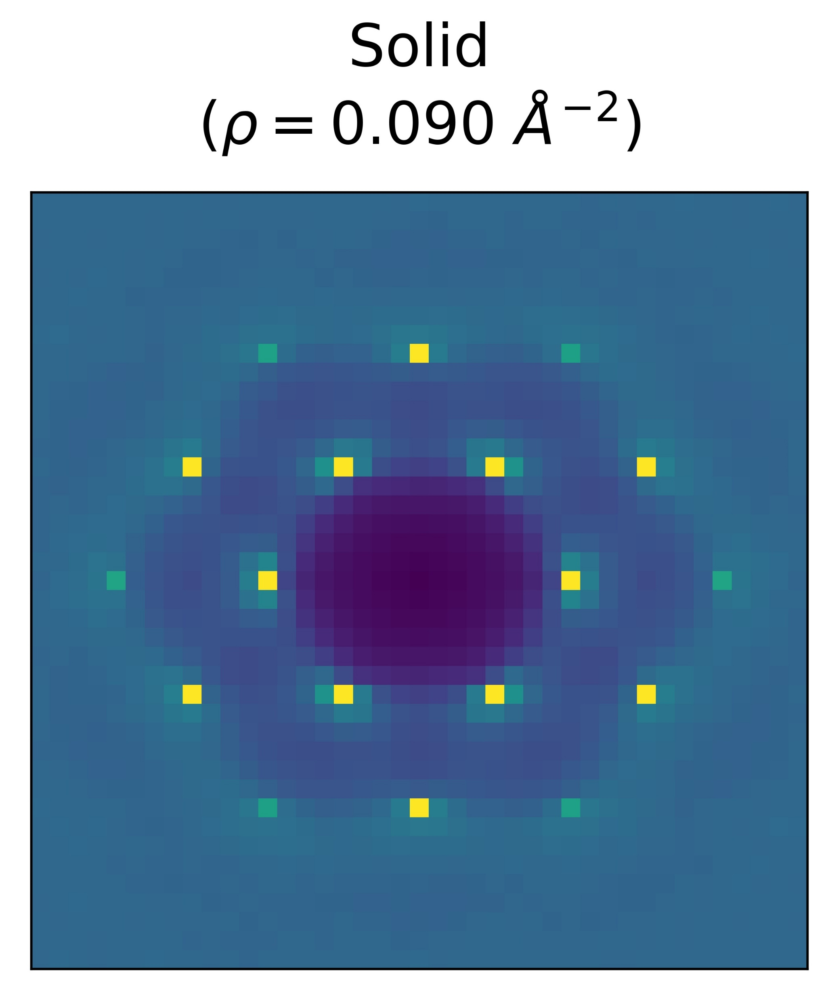 Solid
(ρ = 0.090 Å⁻²)